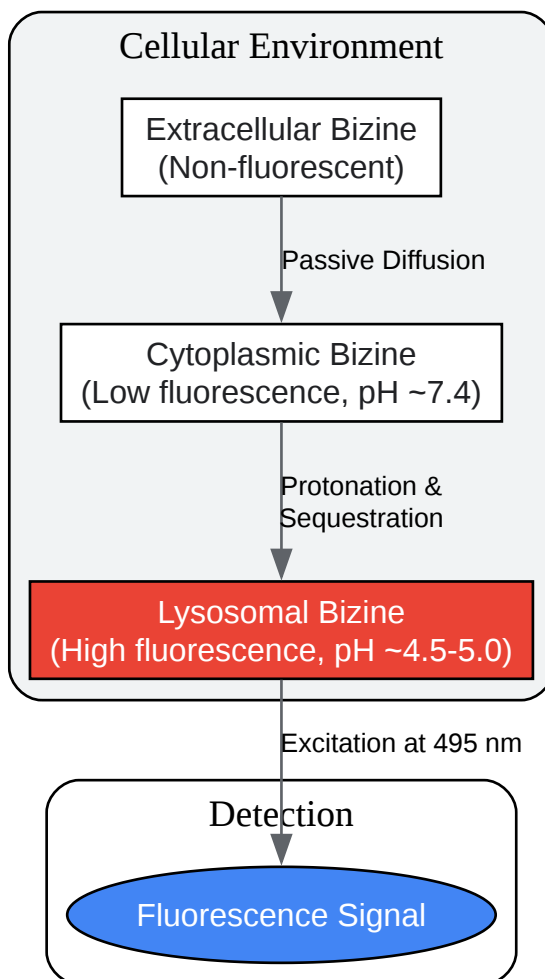 Cellular Environment
Extracellular Bizine
(Non-fluorescent)
Passive Diffusion
Cytoplasmic Bizine
(Low fluorescence, pH ~7.4)
Protonation &
Sequestration
Lysosomal Bizine
(High fluorescence, pH ~4.5-5.0)
Excitation at 495 nm
Detection
Fluorescence Signal